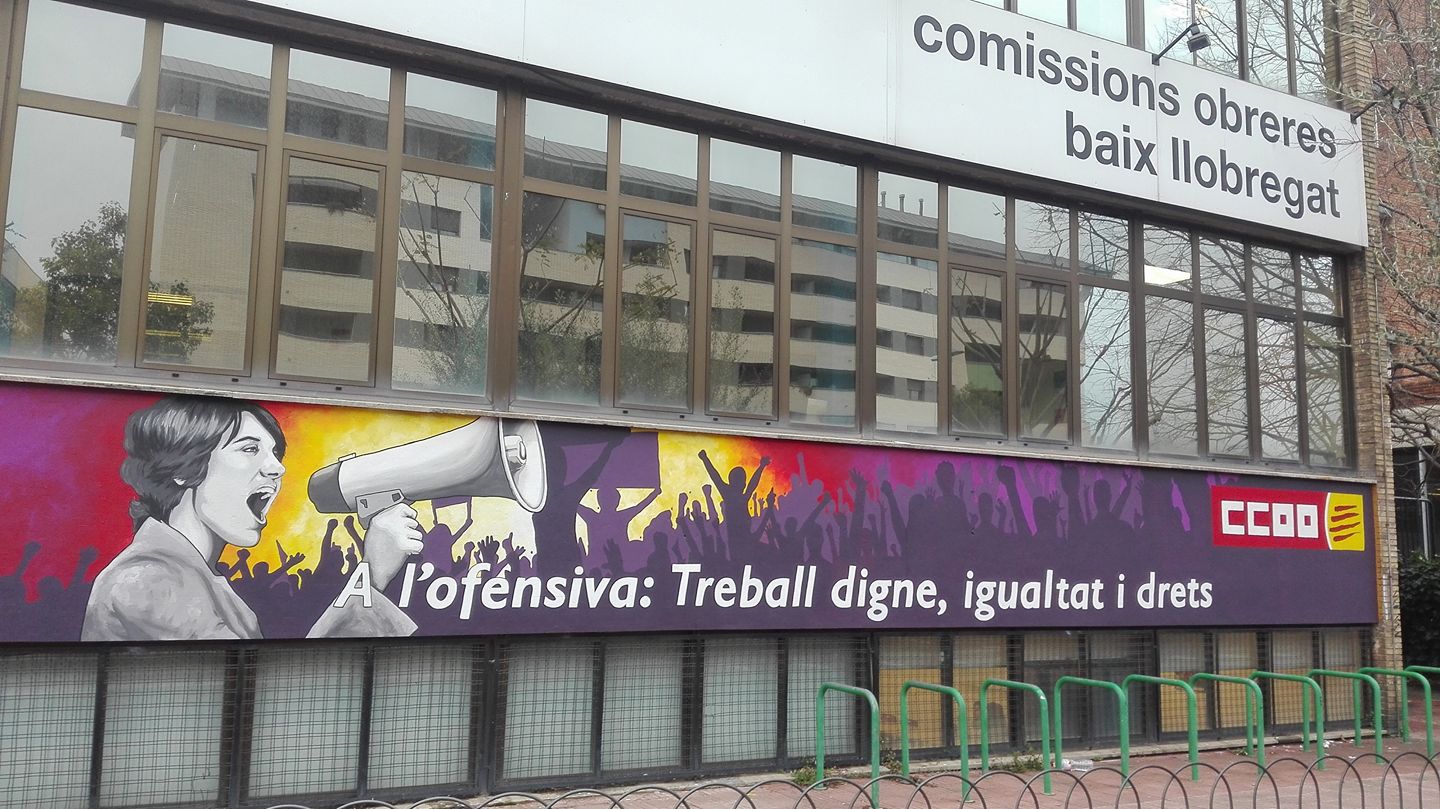 comissions obreres
baix llobregat
A l'ofensiva: Treball digne, igualtat i drets
CCOO